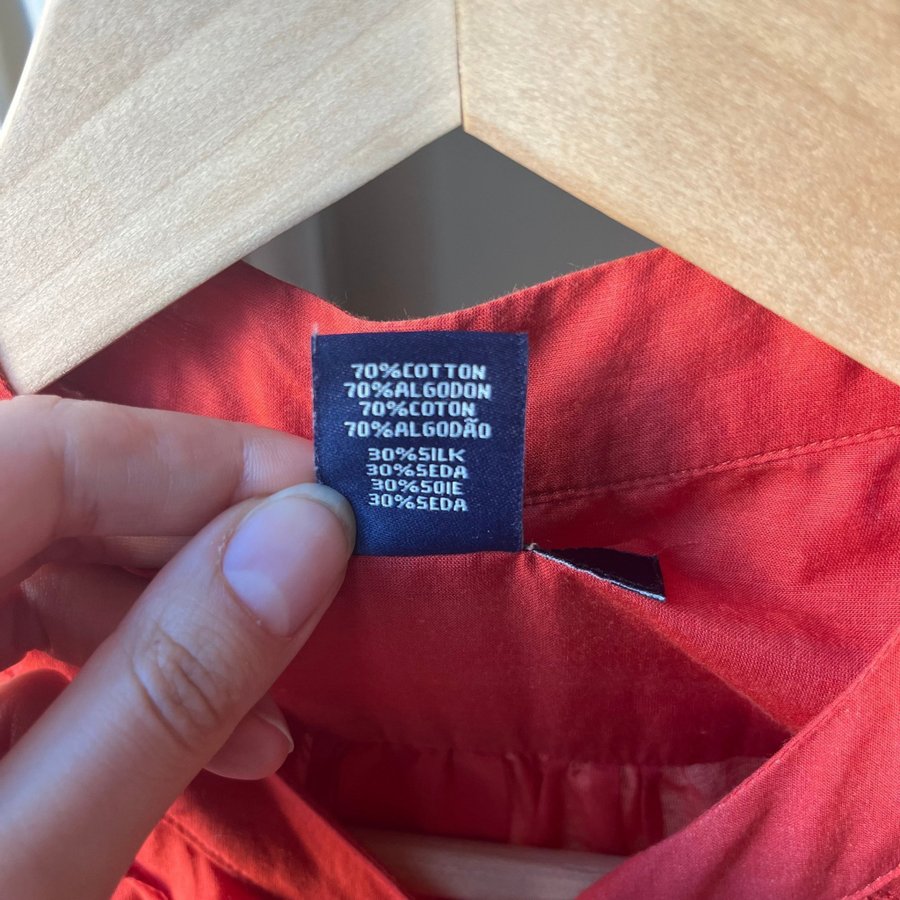 70%COTTON
70%ALGODON
70%COTON
70%ALGODÃO
30%SILK
30%SEDA
30%SOIE
30%SEDA